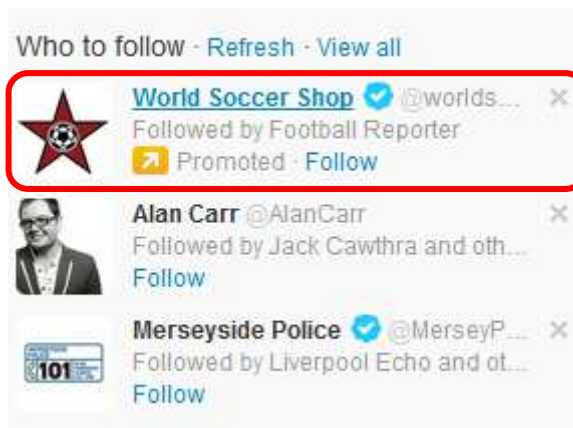 Who to follow · Refresh · View all
World Soccer Shop @worlds...
Followed by Football Reporter
Promoted · Follow
Alan Carr @AlanCarr
Followed by Jack Cawthra and oth...
Follow
Merseyside Police @MerseyP...
101
Followed by Liverpool Echo and ot...
Follow